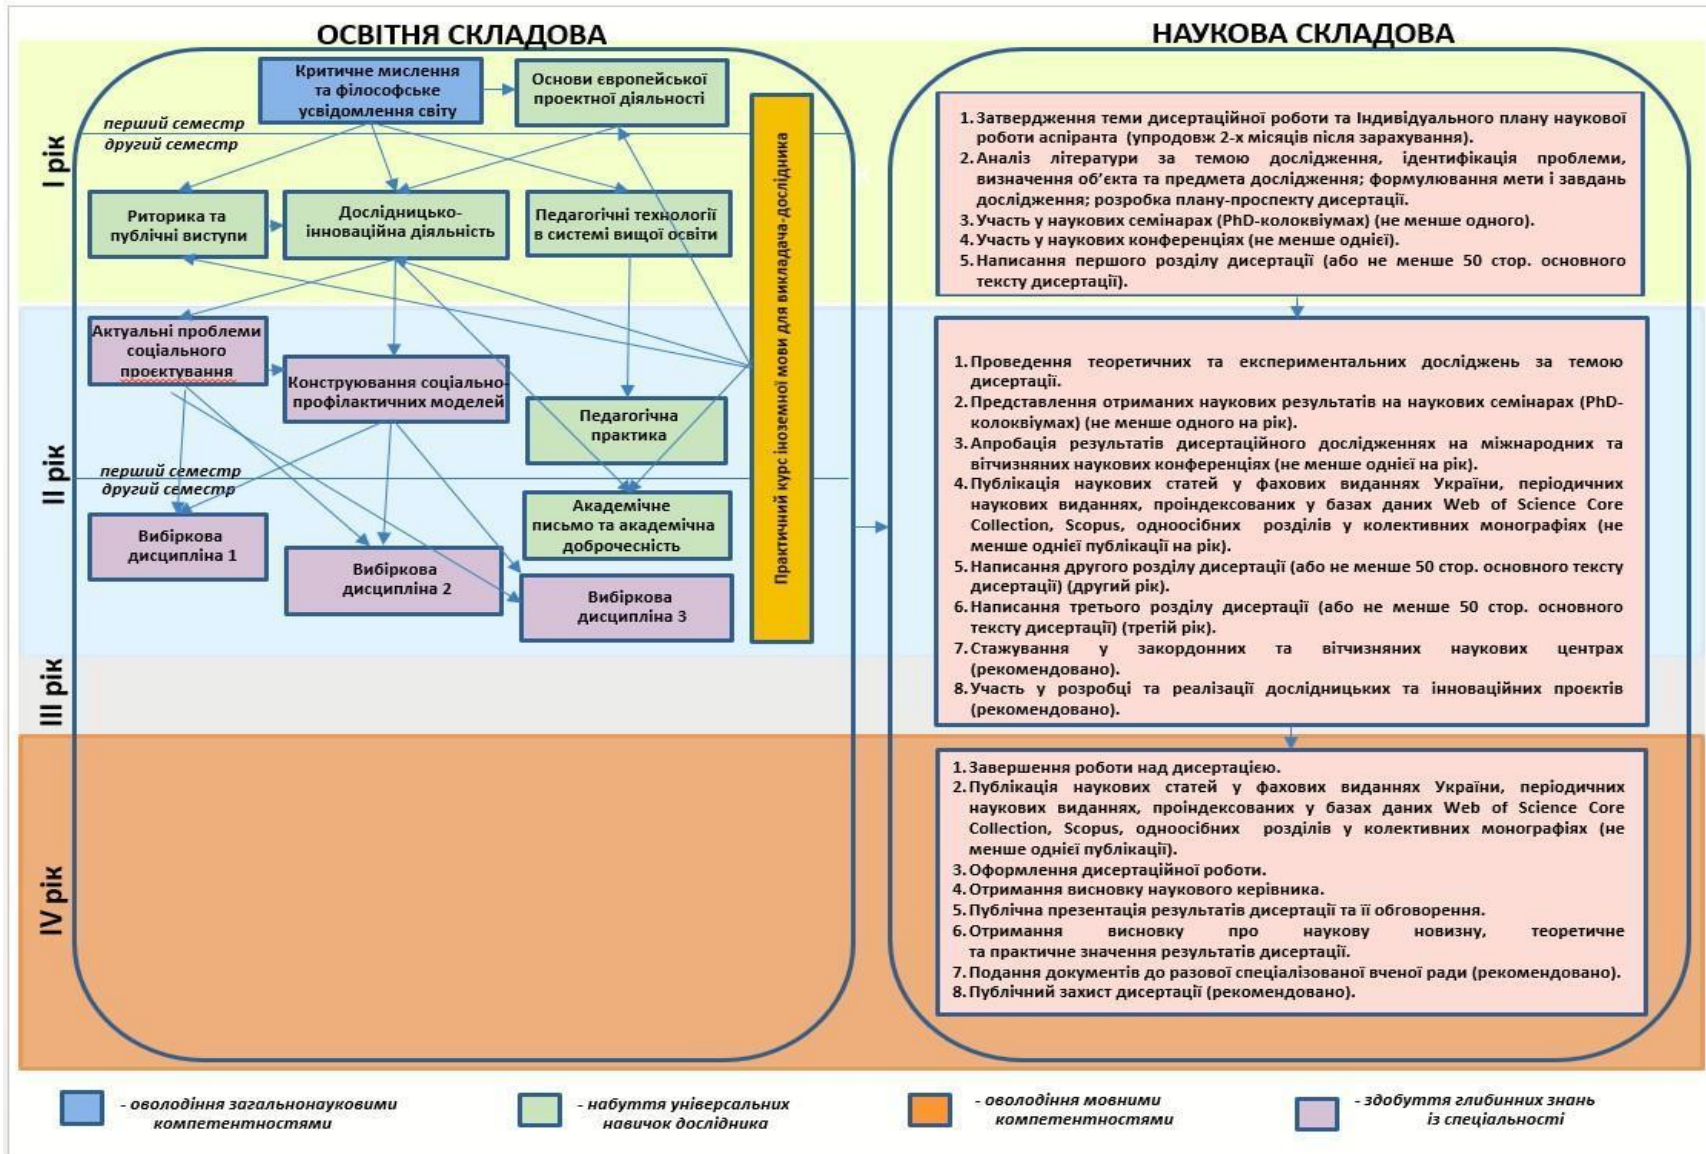 ОСВІТНЯ СКЛАДОВА
НАУКОВА СКЛАДОВА
І рік
Критичне мислення
та філософське
усвідомлення світу
Основи європейської
проектної діяльності
перший семестр
другий семестр
Риторика та
публічні виступи
Дослідницько-
інноваційна діяльність
Педагогічні технології
в системі вищої освіти
Практичний курс іноземної мови для викладача-дослідника
ІІ рік
Актуальні проблеми
соціального
проєктування
Конструювання соціально-
профілактичних моделей
Педагогічна
практика
перший семестр
другий семестр
Вибіркова
дисципліна 1
Вибіркова
дисципліна 2
Академічне
письмо та академічна
доброчесність
Вибіркова
дисципліна 3
ІІІ рік
IV рік
1. Затвердження теми дисертаційної роботи та Індивідуального плану наукової
роботи аспіранта (упродовж 2-х місяців після зарахування).
2. Аналіз літератури за темою дослідження, ідентифікація проблеми,
визначення об’єкта та предмета дослідження; формулювання мети і завдань
дослідження; розробка плану-проспекту дисертації.
3. Участь у наукових семінарах (PhD-колоквіумах) (не менше одного).
4. Участь у наукових конференціях (не менше однієї).
5. Написання першого розділу дисертації (або не менше 50 стор. основного
тексту дисертації).
1. Проведення теоретичних та експериментальних досліджень за темою
дисертації.
2. Представлення отриманих наукових результатів на наукових семінарах (PhD-
колоквіумах) (не менше одного на рік).
3. Апробація результатів дисертаційного дослідженнях на міжнародних та
вітчизняних наукових конференціях (не менше однієї на рік).
4. Публікація наукових статей у фахових виданнях України, періодичних
наукових виданнях, проіндексованих у базах даних Web of Science Core
Collection, Scopus, одноосібних розділів у колективних монографіях (не
менше однієї публікації на рік).
5. Написання другого розділу дисертації (або не менше 50 стор. основного тексту
дисертації) (другий рік).
6. Написання третього розділу дисертації (або не менше 50 стор. основного
тексту дисертації) (третій рік).
7. Стажування у закордонних та вітчизняних наукових центрах
(рекомендовано).
8. Участь у розробці та реалізації дослідницьких та інноваційних проєктів
(рекомендовано).
1. Завершення роботи над дисертацією.
2. Публікація наукових статей у фахових виданнях України, періодичних
наукових виданнях, проіндексованих у базах даних Web of Science Core
Collection, Scopus, одноосібних розділів у колективних монографіях (не
менше однієї публікації).
3. Оформлення дисертаційної роботи.
4. Отримання висновку наукового керівника.
5. Публічна презентація результатів дисертації та її обговорення.
6. Отримання висновку про наукову новизну, теоретичне
та практичне значення результатів дисертації.
7. Подання документів до разової спеціалізованої вченої ради (рекомендовано).
8. Публічний захист дисертації (рекомендовано).
- оволодіння загальнонауковими
компетентностями
- набуття універсальних
навичок дослідника
- оволодіння мовними
компетентностями
- здобуття глибинних знань
із спеціальності